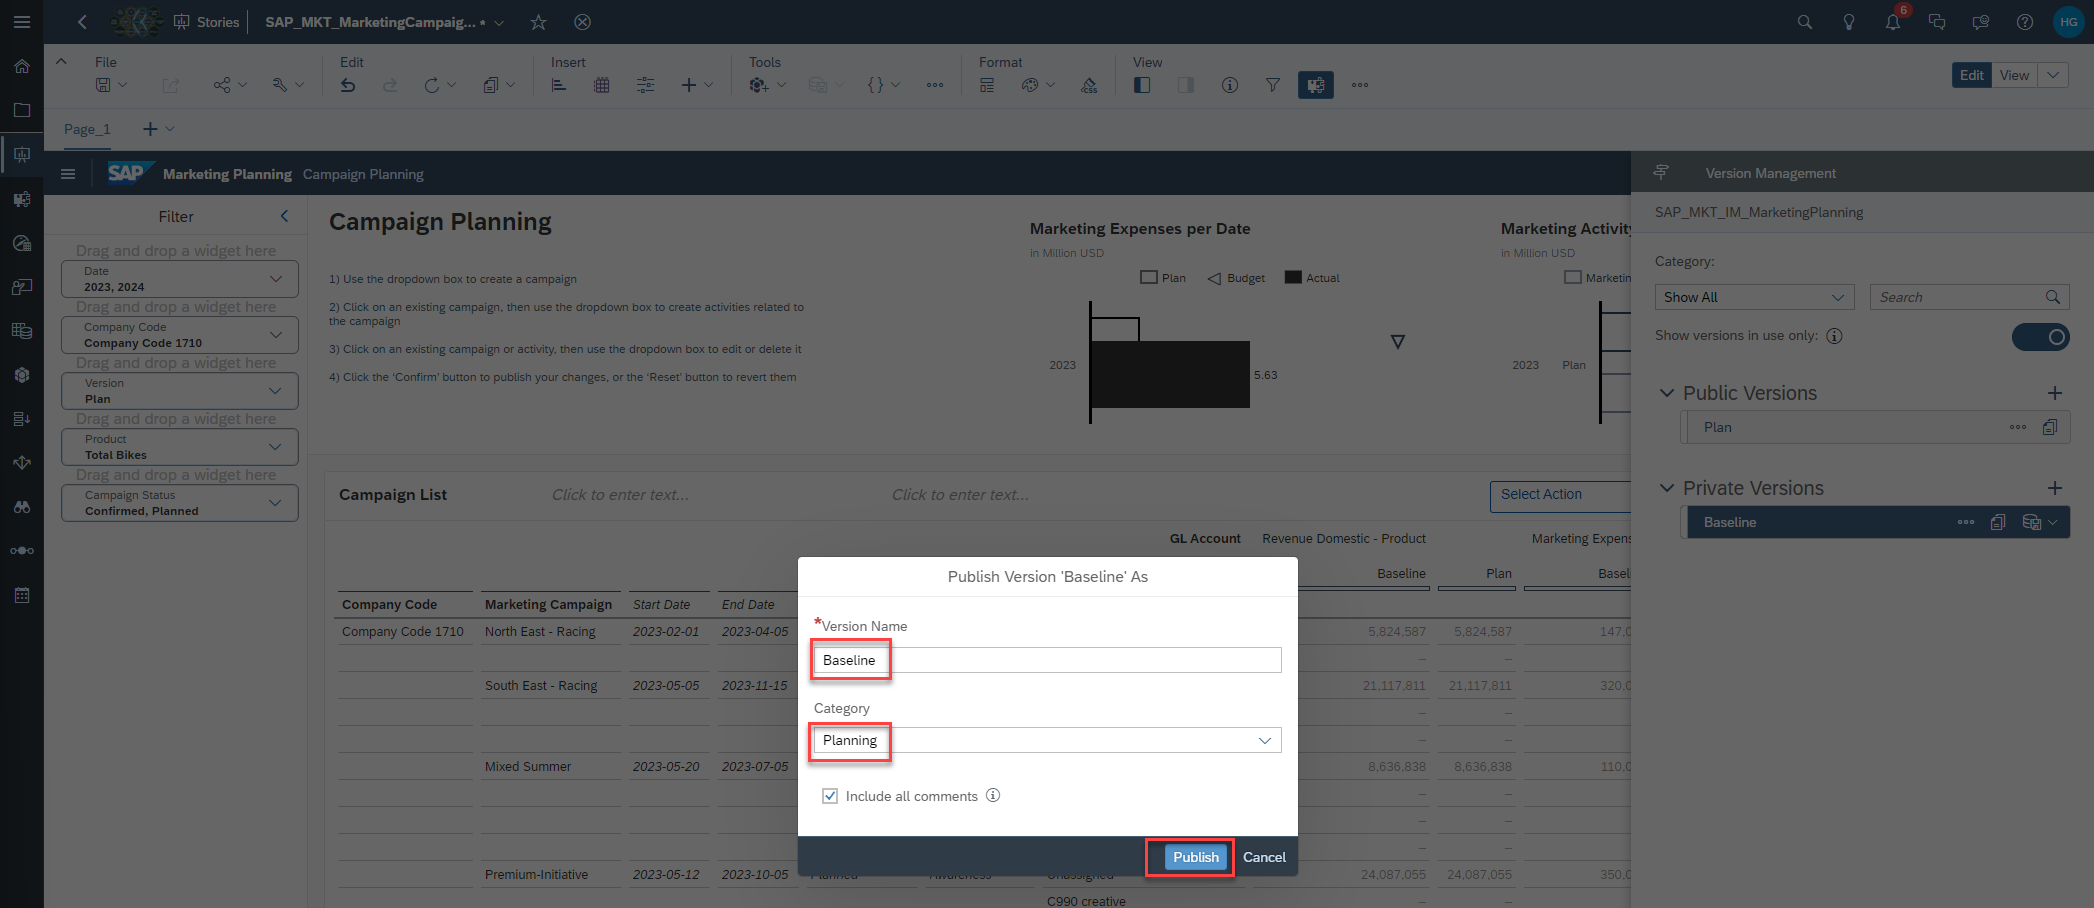 Stories
SAP_MKT_MarketingCampaig... *
6
HG
File
Edit
Insert
Tools
Format
View
Edit
View
Page_1
SAP
Marketing Planning
Campaign Planning
Version Management
SAP_MKT_IM_MarketingPlanning
Category:
Show All
Search
Show versions in use only:
Public Versions
Plan
Private Versions
Baseline
Filter
Drag and drop a widget here
Date
2023, 2024
Drag and drop a widget here
Company Code
Company Code 1710
Drag and drop a widget here
Version
Plan
Drag and drop a widget here
Product
Total Bikes
Drag and drop a widget here
Campaign Status
Confirmed, Planned
Campaign Planning
1) Use the dropdown box to create a campaign
2) Click on an existing campaign, then use the dropdown box to create activities related to
the campaign
3) Click on an existing campaign or activity, then use the dropdown box to edit or delete it
4) Click the ‘Confirm’ button to publish your changes, or the ‘Reset’ button to revert them
Marketing Expenses per Date
in Million USD
Plan
Budget
Actual
2023
5.63
Marketing Activity
in Million USD
Marketin
2023
Plan
Campaign List
Click to enter text...
Click to enter text...
Select Action
GL Account
Revenue Domestic - Product
Marketing Expens
Baseline
Plan
Basel
Company Code
Marketing Campaign
Start Date
End Date
Company Code 1710
North East - Racing
2023-02-01
2023-04-05
5,824,587
5,824,587
147,0
–
–
–
South East - Racing
2023-05-05
2023-11-15
21,117,811
21,117,811
320,0
–
–
–
–
–
–
Mixed Summer
2023-05-20
2023-07-05
8,636,838
8,636,838
110,0
–
–
–
–
–
–
–
–
–
Premium-Initiative
2023-05-12
2023-10-05
Planned
Awareness
Unassigned
24,087,055
24,087,055
350,0
C990 creative
–
–
–
Publish Version 'Baseline' As
*Version Name
Baseline
Category
Planning
Include all comments
Publish
Cancel